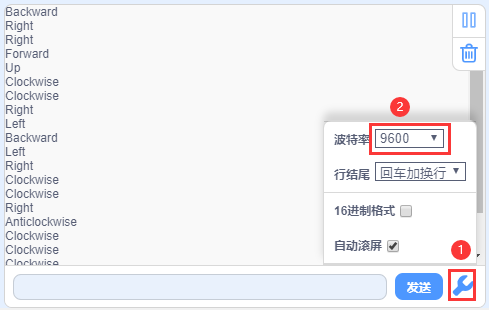 Backward
Right
Right
Forward
Up
Clockwise
Clockwise
Right
Left
Backward
Left
Right
Clockwise
Clockwise
Right
Anticlockwise
Clockwise
Clockwise
Clockwise
2
波特率 9600
行结尾 回车加换行
16进制格式
自动滚屏
1
发送